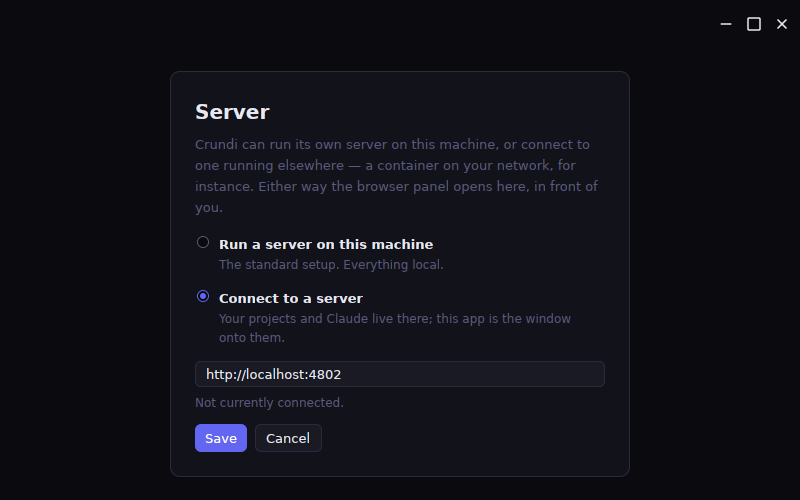 Server
Crundi can run its own server on this machine, or connect to
one running elsewhere — a container on your network, for
instance. Either way the browser panel opens here, in front of
you.
Run a server on this machine
The standard setup. Everything local.
Connect to a server
Your projects and Claude live there; this app is the window
onto them.
http://localhost:4802
Not currently connected.
Save Cancel